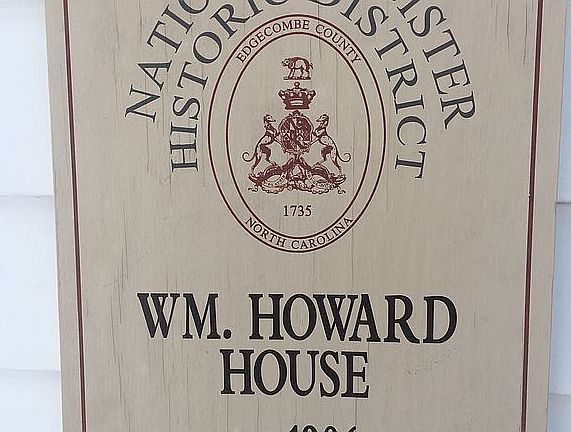 HISTORIC DISTRICT
EDGECOMBE COUNTY
1735
NORTH CAROLINA
WM. HOWARD
HOUSE